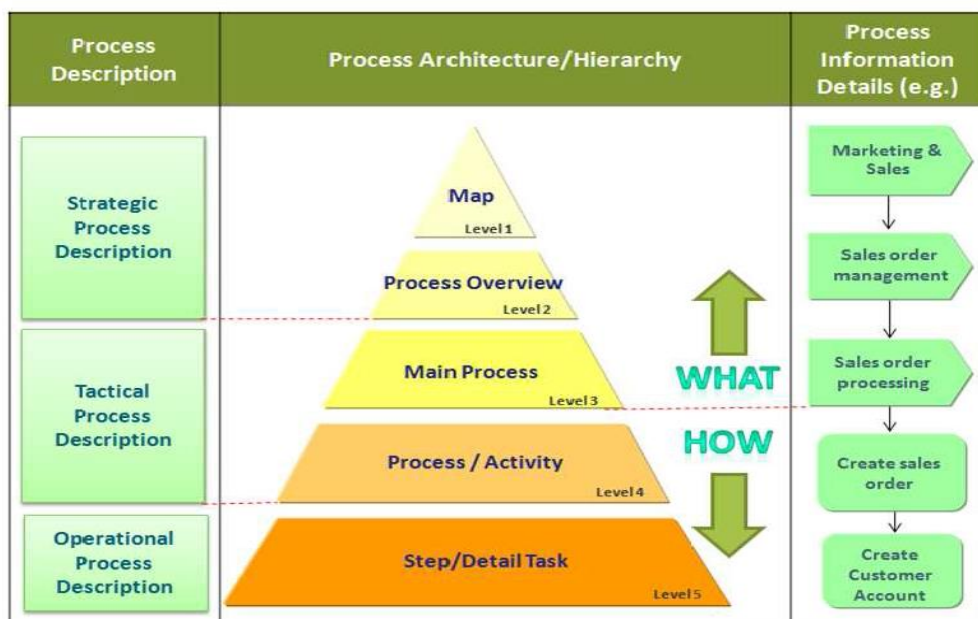 Process
Description
Process Architecture/Hierarchy
Process
Information
Details (e.g.)
Strategic
Process
Description
Tactical
Process
Description
Operational
Process
Description
Map
Level 1
Process Overview
Level 2
Main Process
Level 3
Process / Activity
Level 4
Step/Detail Task
Level 5
WHAT
HOW
Marketing &
Sales
Sales order
management
Sales order
processing
Create sales
order
Create
Customer
Account